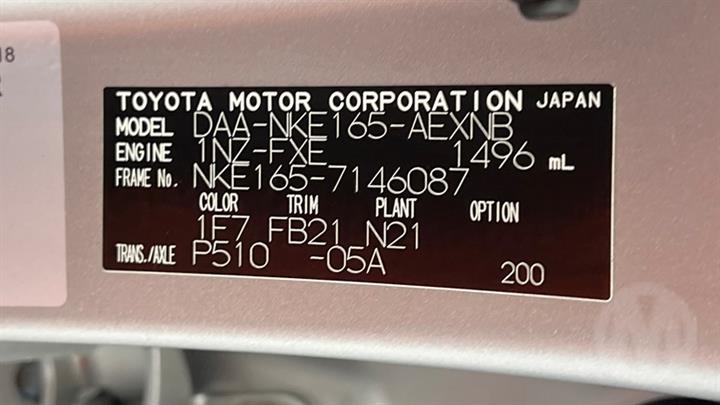 18
R
TOYOTA MOTOR CORPORATION JAPAN
MODEL DAA-NKE165-AEXNB
ENGINE 1NZ-FXE 1496 mL
FRAME No. NKE165-7146087
COLOR TRIM PLANT OPTION
1F7 FB21 N21
TRANS./AXLE P510 -05A 200